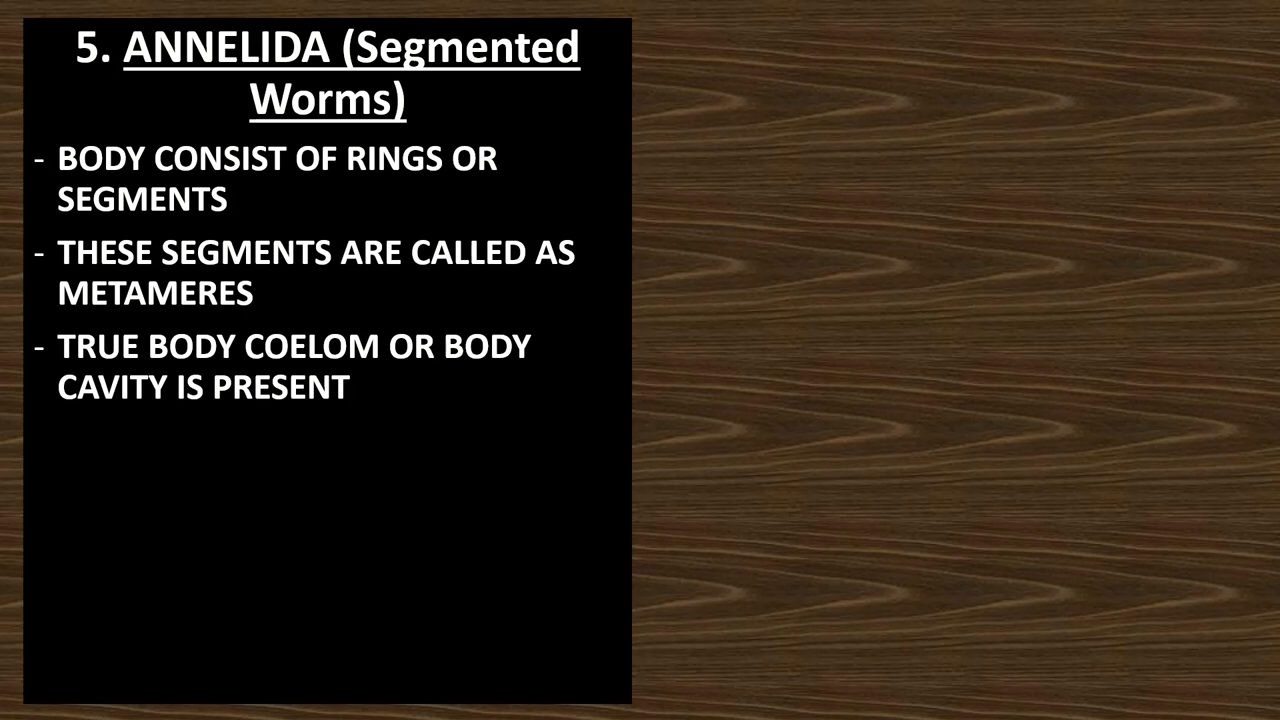 5. ANNELIDA (Segmented
Worms)
- BODY CONSIST OF RINGS OR
SEGMENTS
- THESE SEGMENTS ARE CALLED AS
METAMERES
- TRUE BODY COELOM OR BODY
CAVITY IS PRESENT